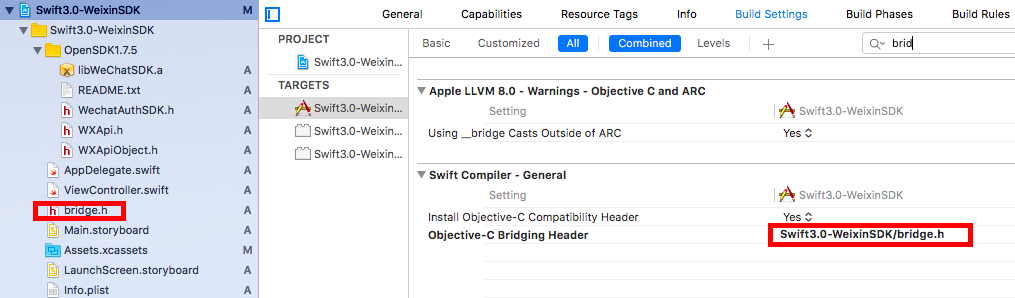 Swift3.0-WeixinSDK M
Swift3.0-WeixinSDK
OpenSDK1.7.5
libWeChatSDK.a A
README.txt A
WechatAuthSDK.h A
WXApi.h A
WXApiObject.h A
AppDelegate.swift A
ViewController.swift A
bridge.h A
Main.storyboard A
Assets.xcassets A
LaunchScreen.storyboard A
Info.plist A
General Capabilities Resource Tags Info Build Settings Build Phases Build Rules
PROJECT
Swift3.0-Weixin...
TARGETS
Swift3.0-Weixin...
Swift3.0-Weixin...
Swift3.0-Weixin...
Basic Customized All Combined Levels + brid
Apple LLVM 8.0 - Warnings - Objective C and ARC
Setting Swift3.0-WeixinSDK
Using __bridge Casts Outside of ARC Yes
Swift Compiler - General
Setting Swift3.0-WeixinSDK
Install Objective-C Compatibility Header Yes
Objective-C Bridging Header Swift3.0-WeixinSDK/bridge.h